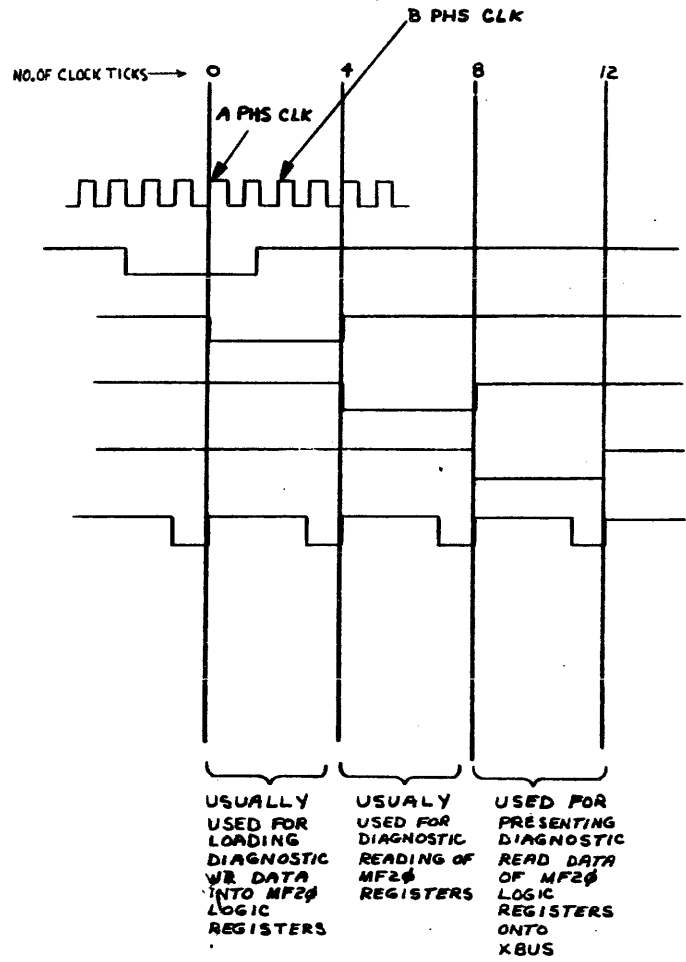 B PHS CLK
NO. OF CLOCK TICKS → 0 4 8 12
A PHS CLK
USUALLY
USED FOR
LOADING
DIAGNOSTIC
WR DATA
INTO MF2Ø
LOGIC
REGISTERS
USUALY
USED FOR
DIAGNOSTIC
READING OF
MF2Ø
REGISTERS
USED FOR
PRESENTING
DIAGNOSTIC
READ DATA
OF MF2Ø
LOGIC
REGISTERS
ONTO
XBUS